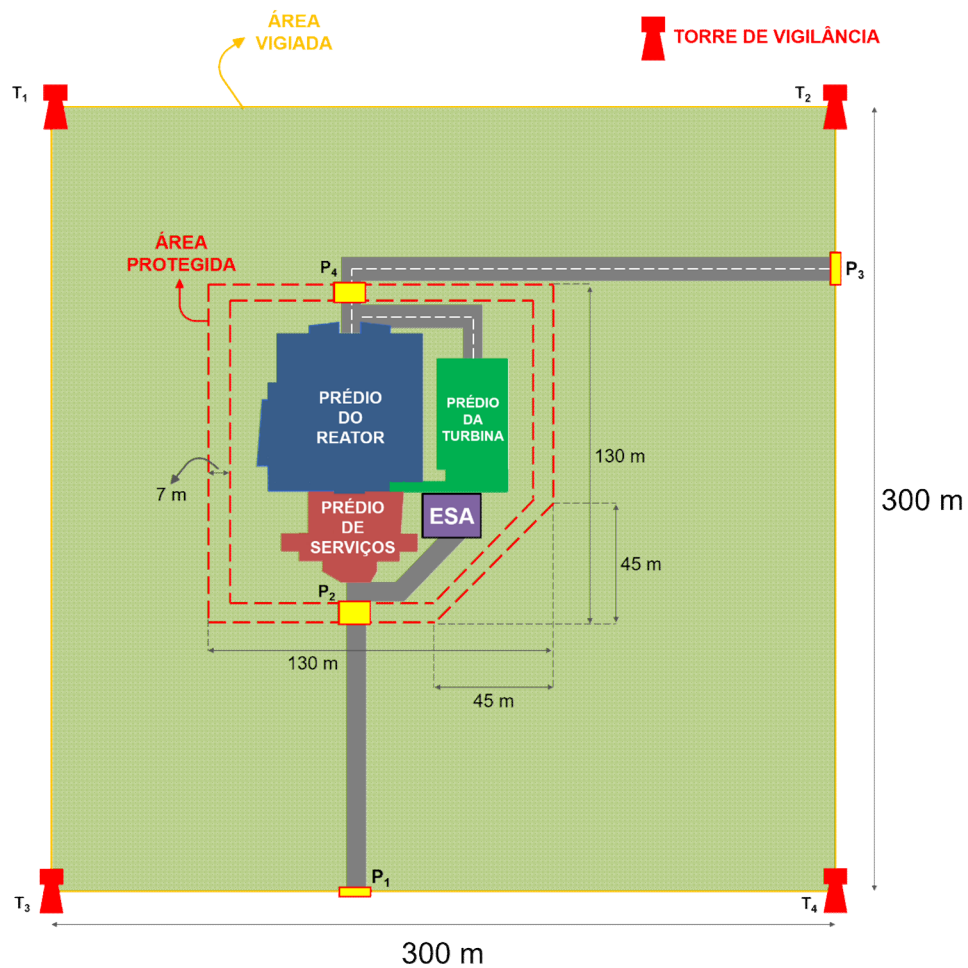 ÁREA
VIGIADA
TORRE DE VIGILÂNCIA
T1
T2
ÁREA
PROTEGIDA
P4
P3
PRÉDIO
DO
REATOR
PRÉDIO
DA
TURBINA
130 m
300 m
7 m
PRÉDIO
DE
SERVIÇOS
ESA
45 m
P2
130 m
45 m
P1
T3
T4
300 m